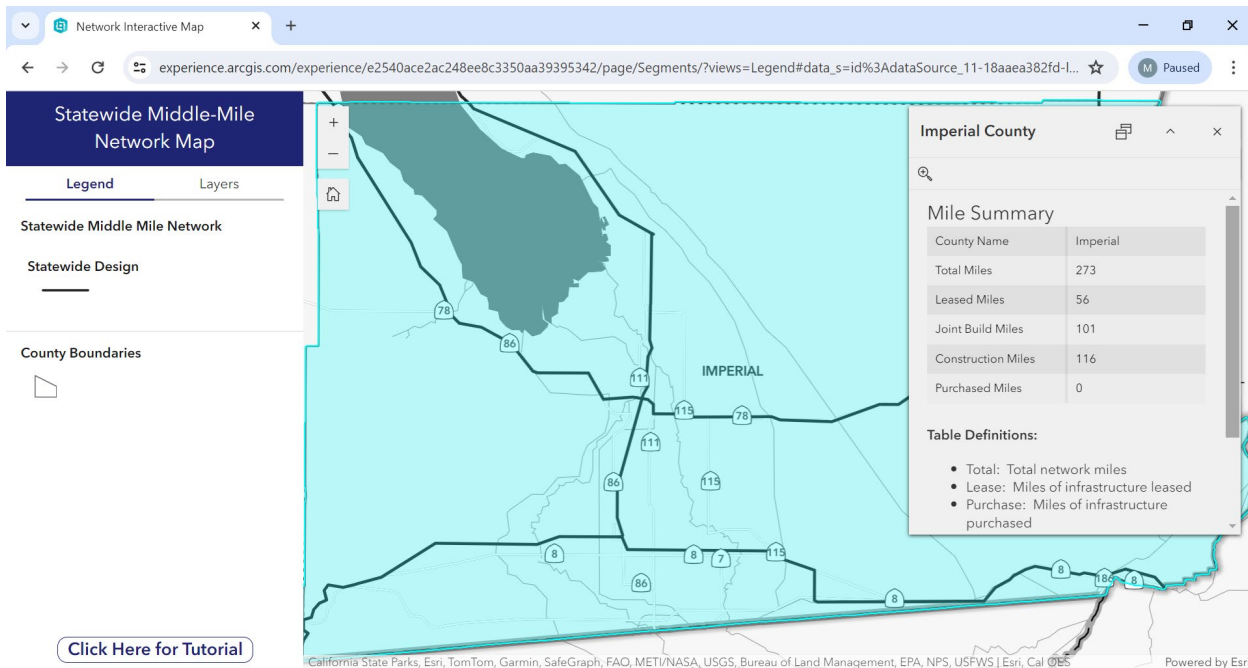 Network Interactive Map
experience.arcgis.com/experience/e2540ace2ac248ee8c3350aa39395342/page/Segments/?views=Legend#data_s=id%3AdataSource_11-18aaea382fd-l...
M Paused
Statewide Middle-Mile
Network Map
Legend Layers
Statewide Middle Mile Network
Statewide Design
County Boundaries
Click Here for Tutorial
+
−
78
86
111
IMPERIAL
115
78
111
86
115
8
8
7
115
86
8
8
186
8
Imperial County
Mile Summary
County Name Imperial
Total Miles 273
Leased Miles 56
Joint Build Miles 101
Construction Miles 116
Purchased Miles 0
Table Definitions:
• Total: Total network miles
• Lease: Miles of infrastructure leased
• Purchase: Miles of infrastructure
purchased
California State Parks, Esri, TomTom, Garmin, SafeGraph, FAO, METI/NASA, USGS, Bureau of Land Management, EPA, NPS, USFWS | Esri, Cal OES Powered by Esri